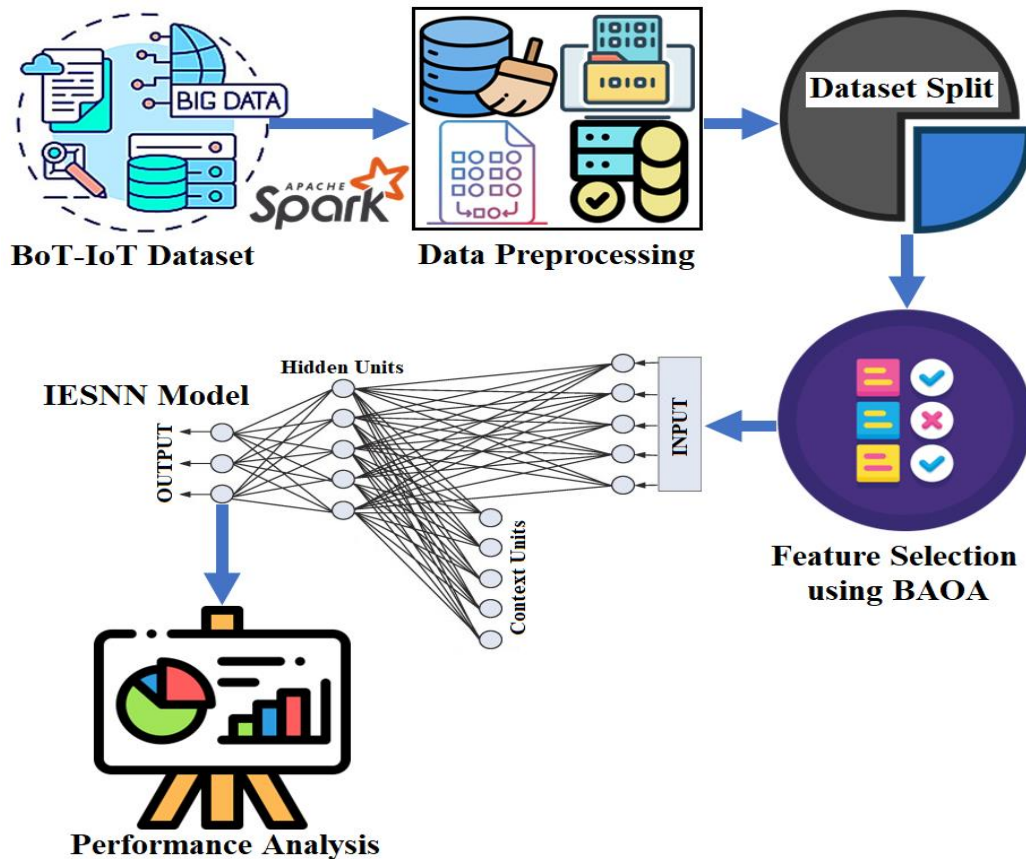 BIG DATA
APACHE
Spark
BoT-IoT Dataset
Data Preprocessing
Dataset Split
Feature Selection
using BAOA
INPUT
Hidden Units
IESNN Model
OUTPUT
Context Units
Performance Analysis